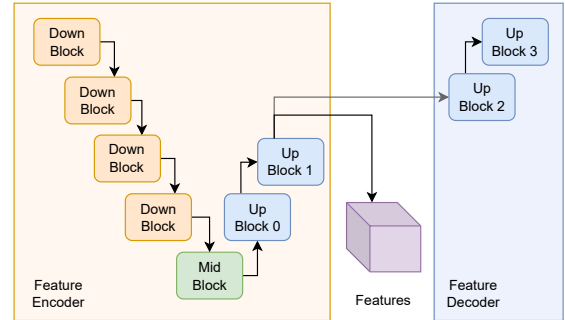 Down
Block
Down
Block
Down
Block
Down
Block
Mid
Block
Up
Block 0
Up
Block 1
Up
Block 2
Up
Block 3
Feature
Encoder
Features
Feature
Decoder